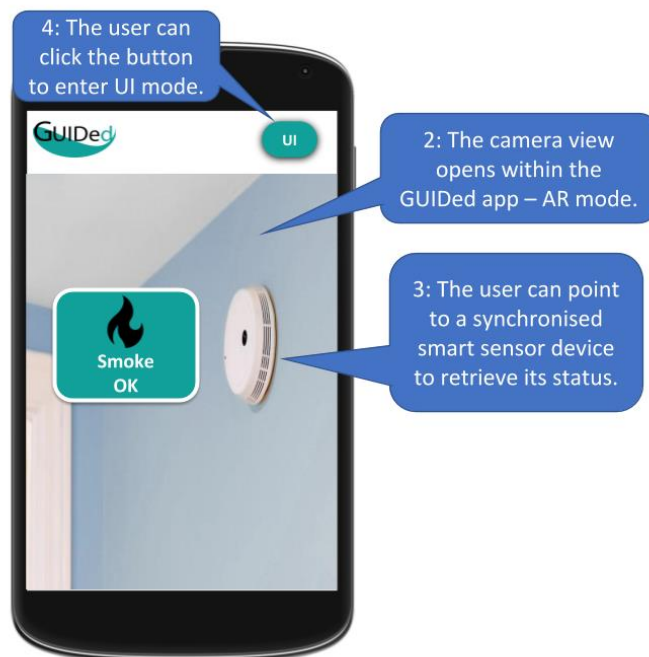 4: The user can
click the button
to enter UI mode.
GUIDed
UI
2: The camera view
opens within the
GUIDed app – AR mode.
3: The user can point
to a synchronised
smart sensor device
to retrieve its status.
Smoke
OK